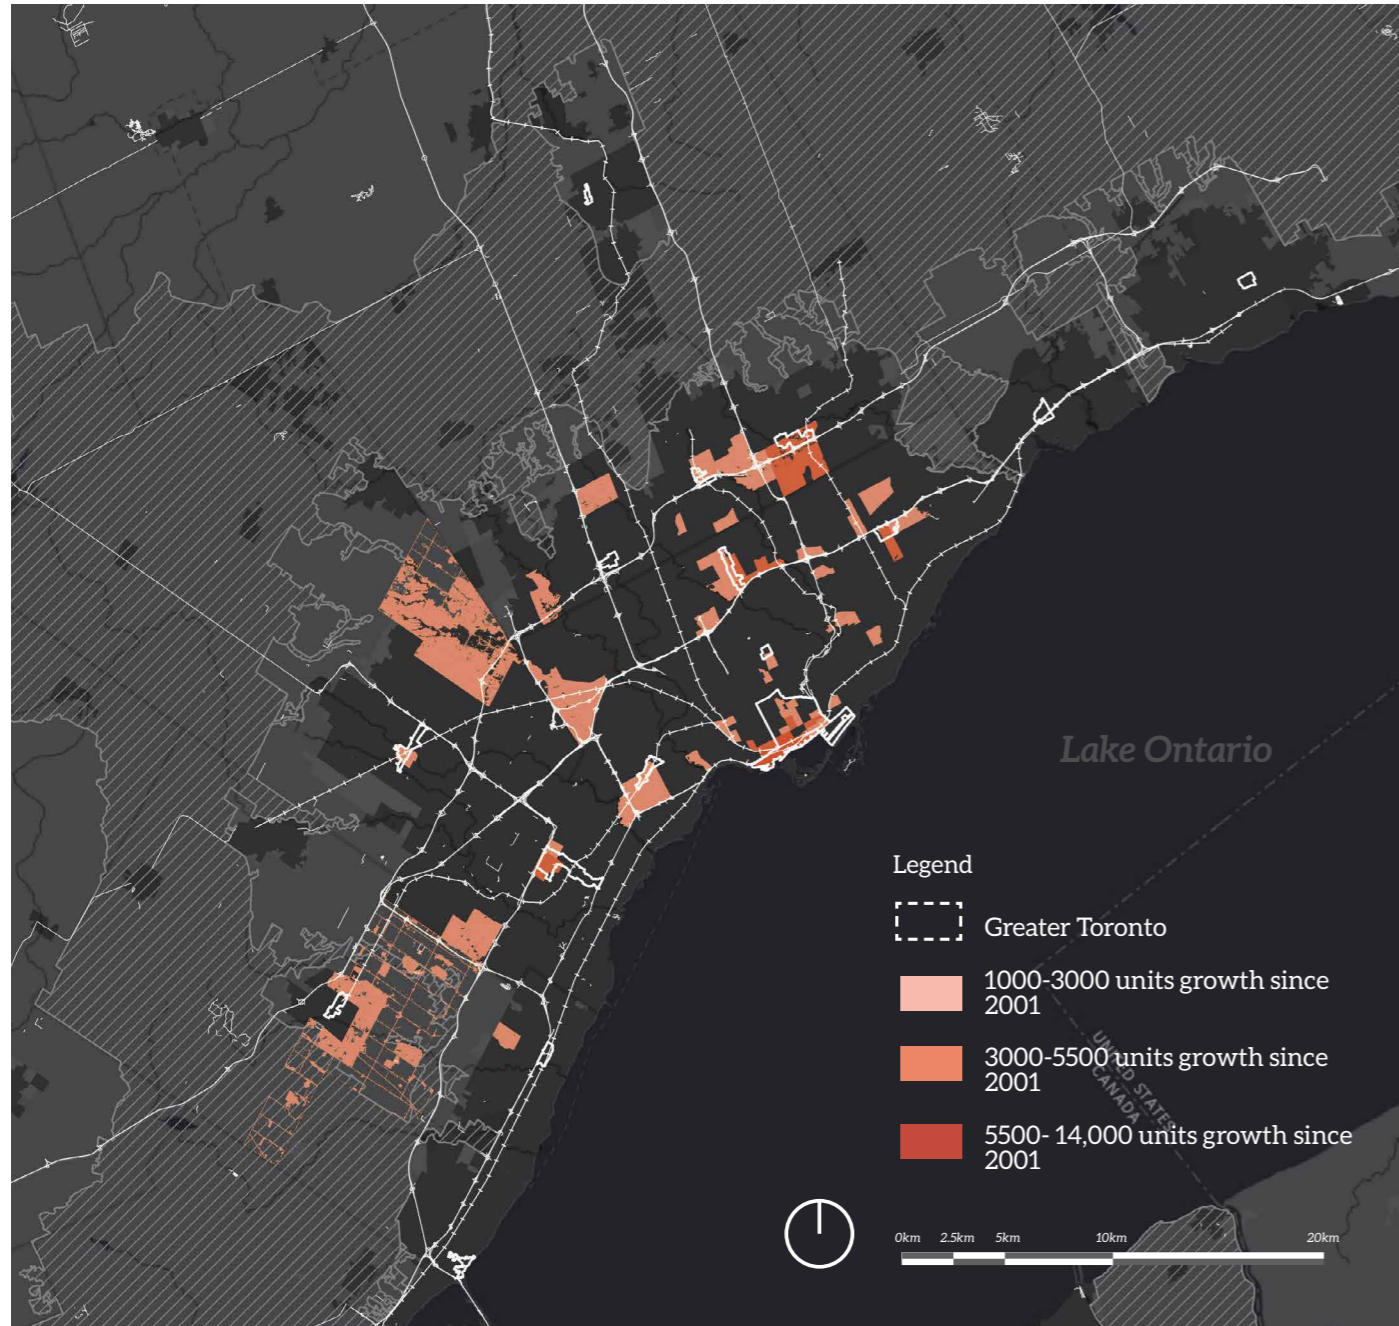 Lake Ontario
Legend
Greater Toronto
1000-3000 units growth since
2001
3000-5500 units growth since
2001
5500- 14,000 units growth since
2001
UNITED STATES
CANADA
0km 2.5km 5km 10km 20km